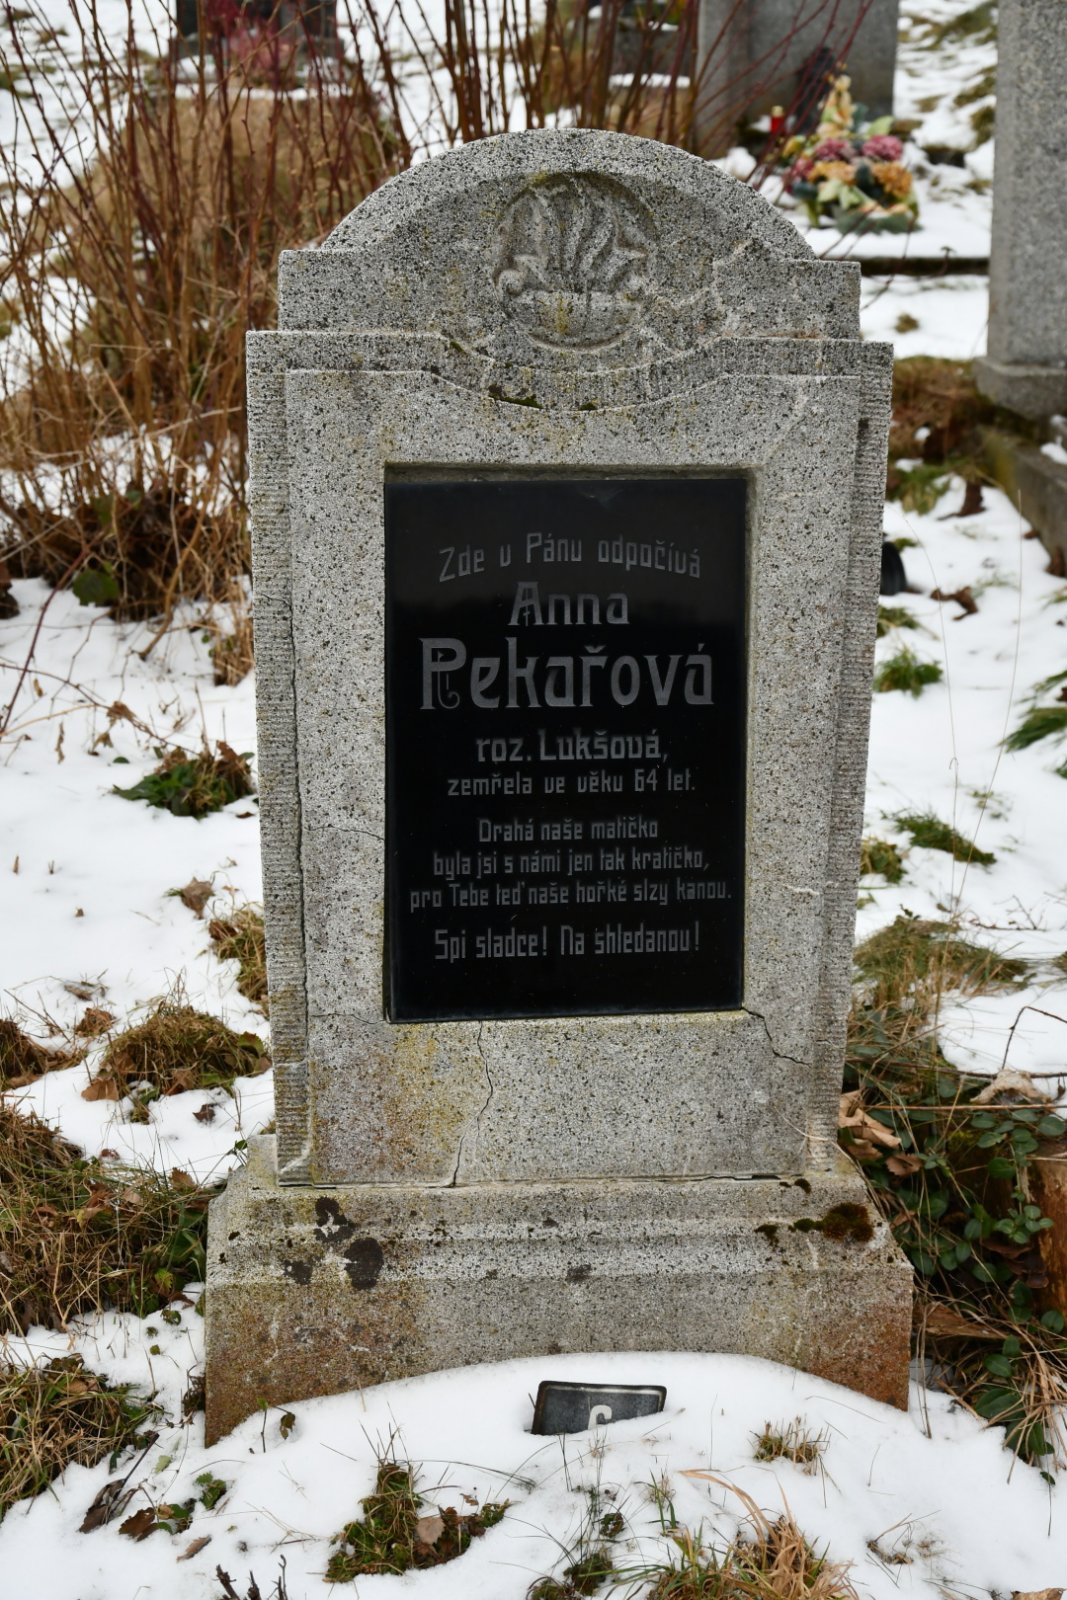 Zde v Pánu odpočívá
Anna
Pekařová
roz. Lukšová,
zemřela ve věku 64 let.
Drahá naše matičko
byla jsi s námi jen tak kratičko,
pro Tebe teď naše hořké slzy kanou.
Spi sladce! Na shledanou!